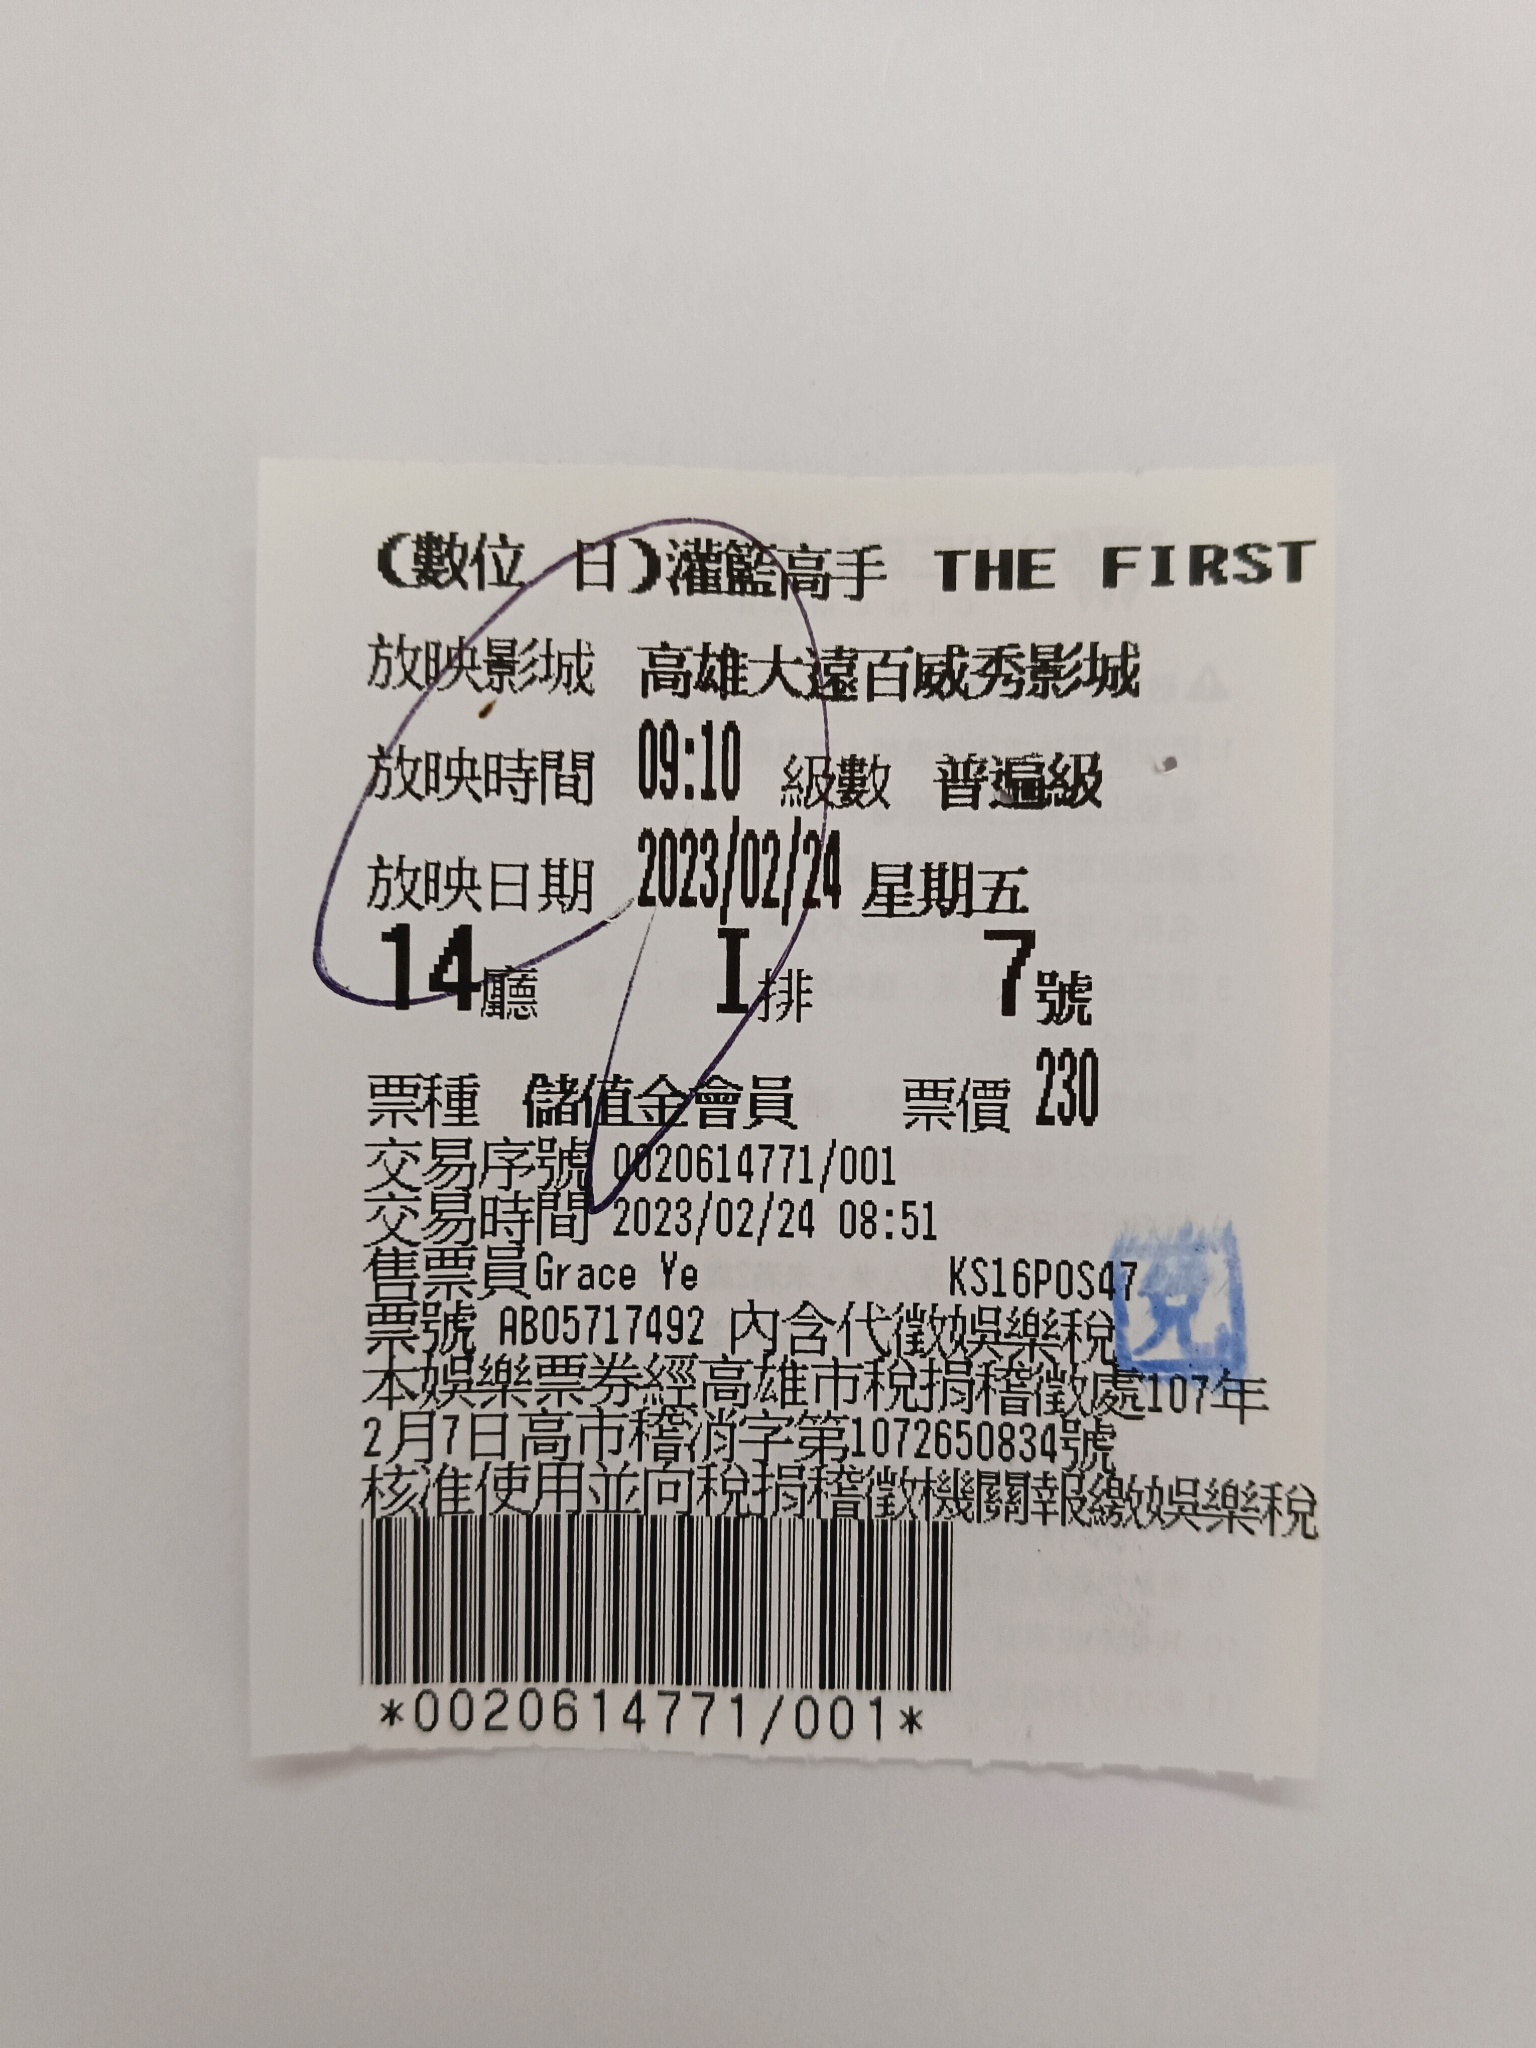 (數位 日)灌籃高手 THE FIRST
放映影城 高雄大遠百威秀影城
放映時間 09:10 級數 普遍級
放映日期 2023/02/24 星期五
14廳 I排 7號
票種 儲值金會員 票價 230
交易序號 0020614771/001
交易時間 2023/02/24 08:51
售票員Grace Ye KS16POS47
票號 AB05717492 內含代徵娛樂稅
兌
本娛樂票券經高雄市稅捐稽徵處107年
2月7日高市稽消字第1072650834號
核准使用並向稅捐稽徵機關報繳娛樂稅
*0020614771/001*